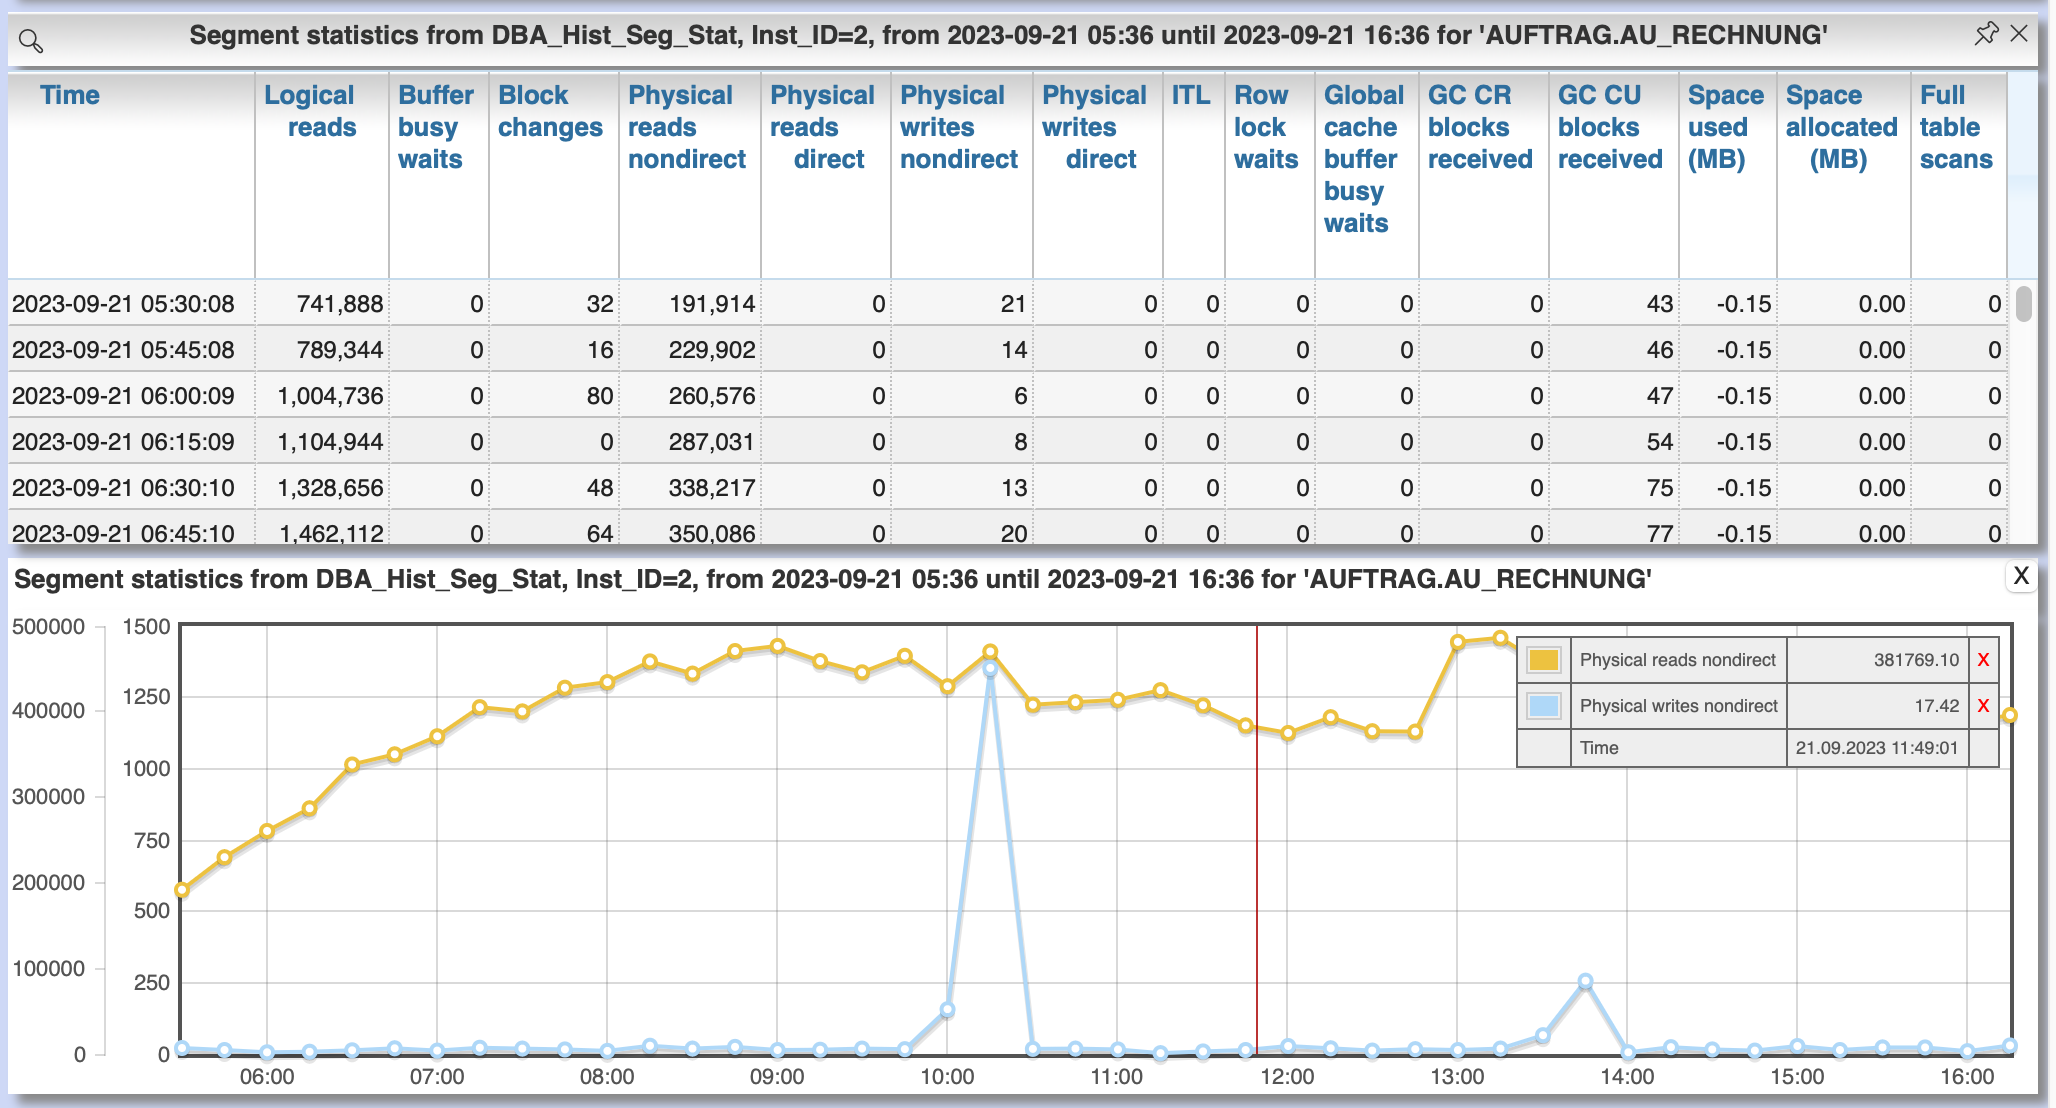 Segment statistics from DBA_Hist_Seg_Stat, Inst_ID=2, from 2023-09-21 05:36 until 2023-09-21 16:36 for 'AUFTRAG.AU_RECHNUNG'
Time Logical reads Buffer busy waits Block changes Physical reads nondirect Physical reads direct Physical writes nondirect Physical writes direct ITL Row lock waits Global cache buffer busy waits GC CR blocks received GC CU blocks received Space used (MB) Space allocated (MB) Full table scans
2023-09-21 05:30:08 741,888 0 32 191,914 0 21 0 0 0 0 0 43 -0.15 0.00 0
2023-09-21 05:45:08 789,344 0 16 229,902 0 14 0 0 0 0 0 46 -0.15 0.00 0
2023-09-21 06:00:09 1,004,736 0 80 260,576 0 6 0 0 0 0 0 47 -0.15 0.00 0
2023-09-21 06:15:09 1,104,944 0 0 287,031 0 8 0 0 0 0 0 54 -0.15 0.00 0
2023-09-21 06:30:10 1,328,656 0 48 338,217 0 13 0 0 0 0 0 75 -0.15 0.00 0
2023-09-21 06:45:10 1,462,112 0 64 350,086 0 20 0 0 0 0 0 77 -0.15 0.00 0
Segment statistics from DBA_Hist_Seg_Stat, Inst_ID=2, from 2023-09-21 05:36 until 2023-09-21 16:36 for 'AUFTRAG.AU_RECHNUNG' X
500000 1500
Physical reads nondirect 381769.10 X
1250
400000
Physical writes nondirect 17.42 X
Time 21.09.2023 11:49:01
1000
300000
750
200000
500
100000
250
0 0
06:00 07:00 08:00 09:00 10:00 11:00 12:00 13:00 14:00 15:00 16:00